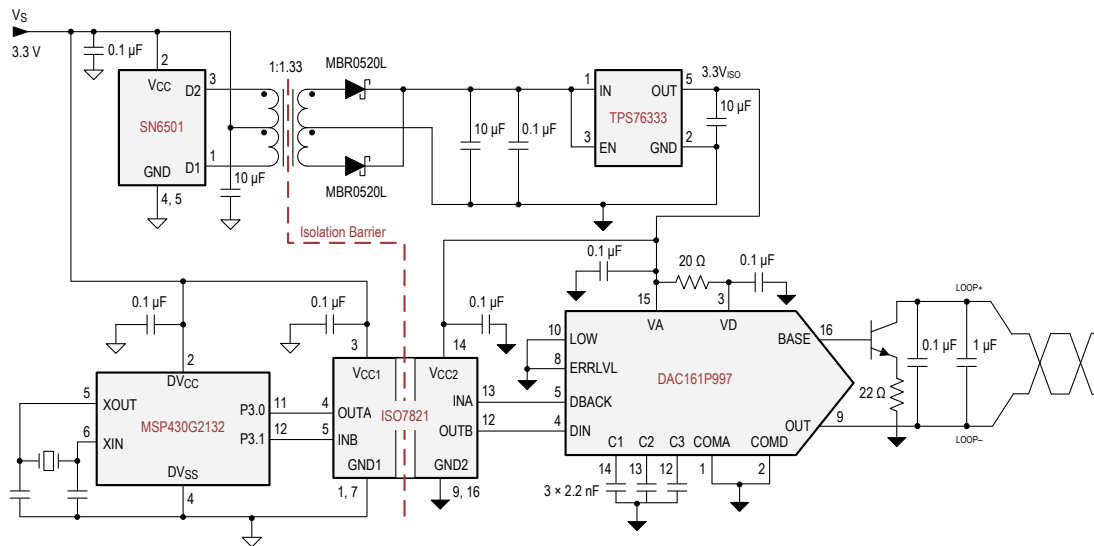 VS
3.3 V
0.1 µF
2
VCC
D2
3
SN6501
D1
1
GND
4, 5
10 µF
1:1.33
MBR0520L
MBR0520L
10 µF
0.1 µF
1
IN
OUT
5
TPS76333
3
EN
GND
2
3.3VISO
10 µF
Isolation Barrier
0.1 µF
2
DVCC
5
XOUT
P3.0
11
MSP430G2132
6
XIN
P3.1
12
DVSS
4
0.1 µF
3
VCC1
4
OUTA
5
INB
GND1
1, 7
ISO7821
0.1 µF
14
VCC2
INA
13
OUTB
12
GND2
9, 16
0.1 µF
20 Ω
0.1 µF
15
3
VA
VD
10
LOW
8
ERRLVL
5
DBACK
4
DIN
DAC161P997
BASE
16
OUT
9
C1
C2
C3
COMA
COMD
14
13
12
1
2
3 × 2.2 nF
22 Ω
0.1 µF
1 µF
LOOP+
LOOP–